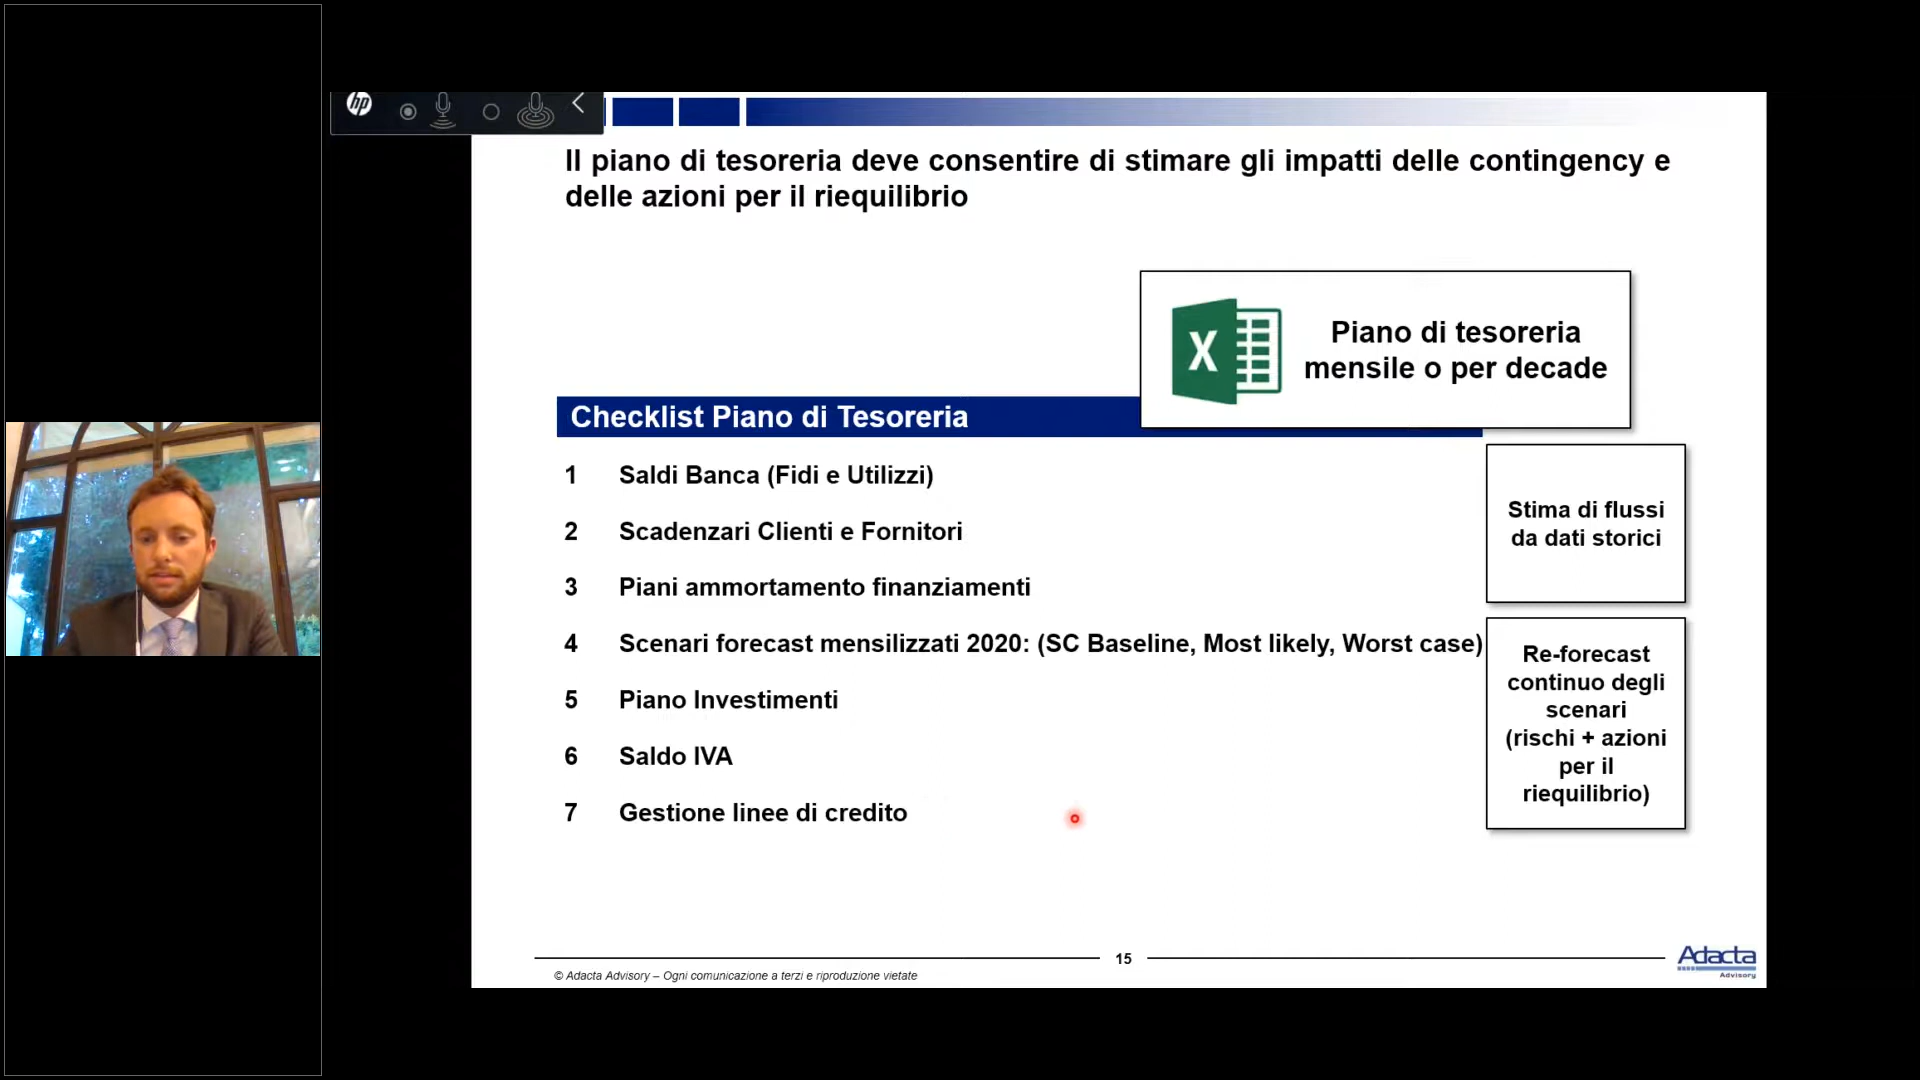 hp
Il piano di tesoreria deve consentire di stimare gli impatti delle contingency e
delle azioni per il riequilibrio
X
Piano di tesoreria
mensile o per decade
Checklist Piano di Tesoreria
1 Saldi Banca (Fidi e Utilizzi)
2 Scadenzari Clienti e Fornitori
3 Piani ammortamento finanziamenti
4 Scenari forecast mensilizzati 2020: (SC Baseline, Most likely, Worst case)
5 Piano Investimenti
6 Saldo IVA
7 Gestione linee di credito
Stima di flussi
da dati storici
Re-forecast
continuo degli
scenari
(rischi + azioni
per il
riequilibrio)
15
© Adacta Advisory – Ogni comunicazione a terzi e riproduzione vietate
Adacta
Advisory